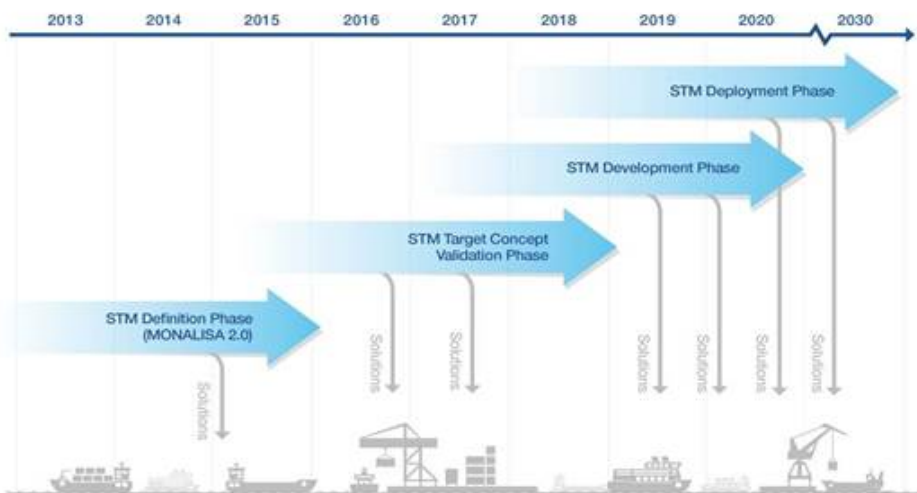 2013 2014 2015 2016 2017 2018 2019 2020 2030
STM Deployment Phase
STM Development Phase
STM Target Concept
Validation Phase
STM Definition Phase
(MONALISA 2.0)
Solutions
Solutions
Solutions
Solutions
Solutions
Solutions
Solutions